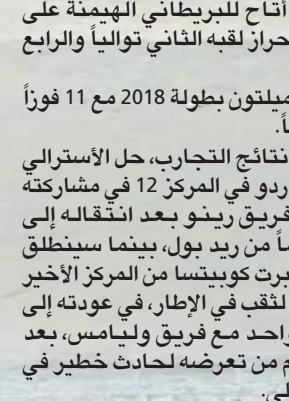 أتاح للبريطاني الهيمنة على
حراز لقبه الثاني توالياً والرابع
ميلتون بطولة 2018 مع 11 فوزاً
اً.
نتائج التجارب، حل الأسترالي
ردو في المركز 12 في مشاركته
فريق رينو بعد انتقاله إلى
ماً من ريد بول، بينما سينطلق
برت كوبيتسا من المركز الأخير
لثقب في الإطار، في عودته إلى
واحد مع فريق وليامس، بعد
م من تعرضه لحادث خطير في
لي.